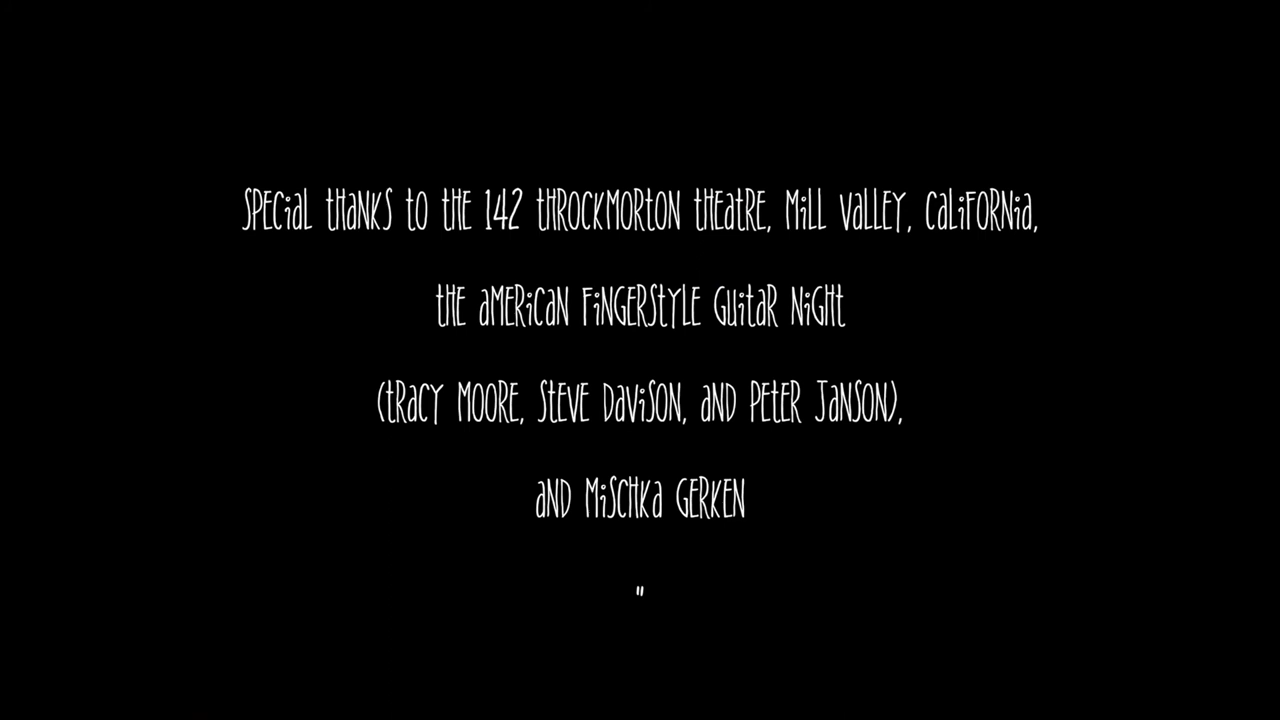 SPECiaL tHaNKS tO tHE 142 tHROCKMORtON tHEatRE, MiLL VaLLEY, CaLiFORNia,
tHE aMERiCaN FiNGERStYLE GuitaR NiGHt
(tRaCY MOORE, StEVE DaViSON, aND PEtER JaNSON),
aND MiSCHKa GERKEN
"